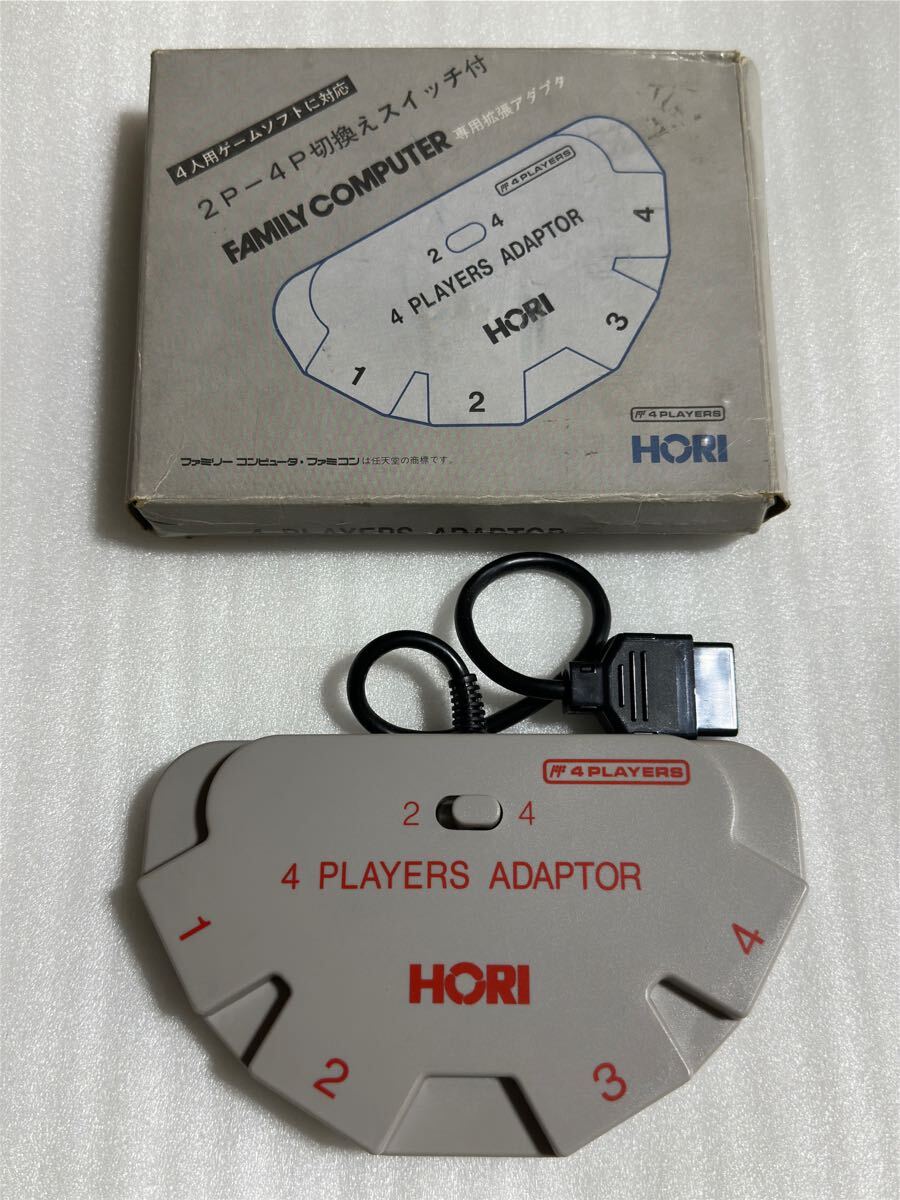 4人用ゲームソフトに対応
2P-4P切換えスイッチ付
FAMILY COMPUTER 専用拡張アダプタ
4 PLAYERS
2 4
4 PLAYERS ADAPTOR
HORI
1
2
3
4
4 PLAYERS
HORI
ファミリー コンピュータ・ファミコンは任天堂の商標です。
4 PLAYERS ADAPTOR
4 PLAYERS
2 4
4 PLAYERS ADAPTOR
HORI
1
2
3
4